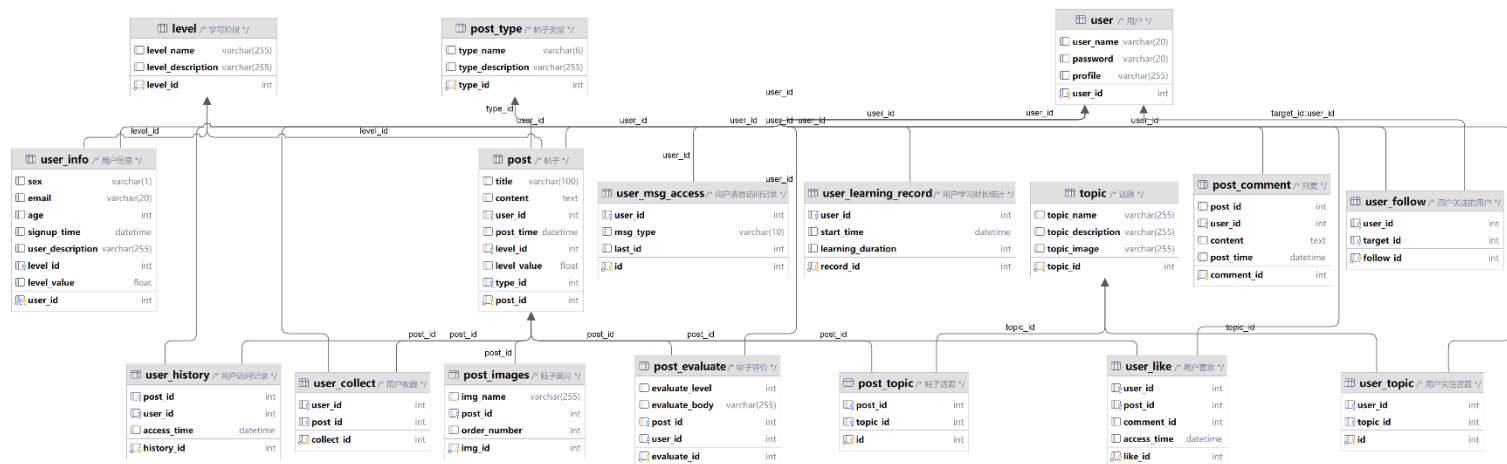 level /* 学习阶段 */
level_name varchar(255)
level_description varchar(255)
level_id int
post_type /* 帖子类型 */
type_name varchar(6)
type_description varchar(255)
type_id int
user /* 用户 */
user_name varchar(20)
password varchar(20)
profile varchar(255)
user_id int
user_id
type_id
user_id
user_id
user_id
user_id
user_id
user_id
user_id
user_id
user_id
target_id:user_id
level_id
level_id
user_id
user_id
user_info /* 用户信息 */
sex varchar(1)
email varchar(20)
age int
signup_time datetime
user_description varchar(255)
level_id int
level_value float
user_id int
post /* 帖子 */
title varchar(100)
content text
user_id int
post_time datetime
level_id int
level_value float
type_id int
post_id int
user_msg_access /* 用户消息访问记录 */
user_id int
msg_type varchar(10)
last_id int
id int
user_learning_record /* 用户学习时长统计 */
user_id int
start_time datetime
learning_duration int
record_id int
topic /* 话题 */
topic_name varchar(255)
topic_description varchar(255)
topic_image varchar(255)
topic_id int
post_comment /* 回复 */
post_id int
user_id int
content text
post_time datetime
comment_id int
user_follow /* 用户关注的用户 */
user_id int
target_id int
follow_id int
post_id
post_id
post_id
post_id
post_id
post_id
post_id
topic_id
topic_id
user_history /* 用户访问记录 */
post_id int
user_id int
access_time datetime
history_id int
user_collect /* 用户收藏 */
user_id int
post_id int
collect_id int
post_images /* 帖子图片 */
img_name varchar(255)
post_id int
order_number int
img_id int
post_evaluate /* 帖子评价 */
evaluate_level int
evaluate_body varchar(255)
post_id int
user_id int
evaluate_id int
post_topic /* 帖子话题 */
post_id int
topic_id int
id int
user_like /* 用户喜欢 */
user_id int
post_id int
comment_id int
access_time datetime
like_id int
user_topic /* 用户关注话题 */
user_id int
topic_id int
id int